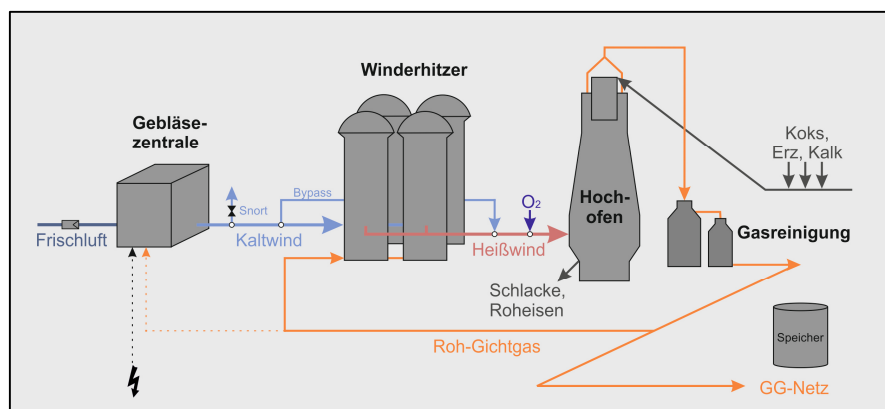 Winderhitzer
Gebläse-
zentrale
Koks,
Erz, Kalk
Bypass
O₂
Snort
Hoch-
ofen
Frischluft
Kaltwind
Heißwind
Gasreinigung
Schlacke,
Roheisen
Roh-Gichtgas
Speicher
GG-Netz